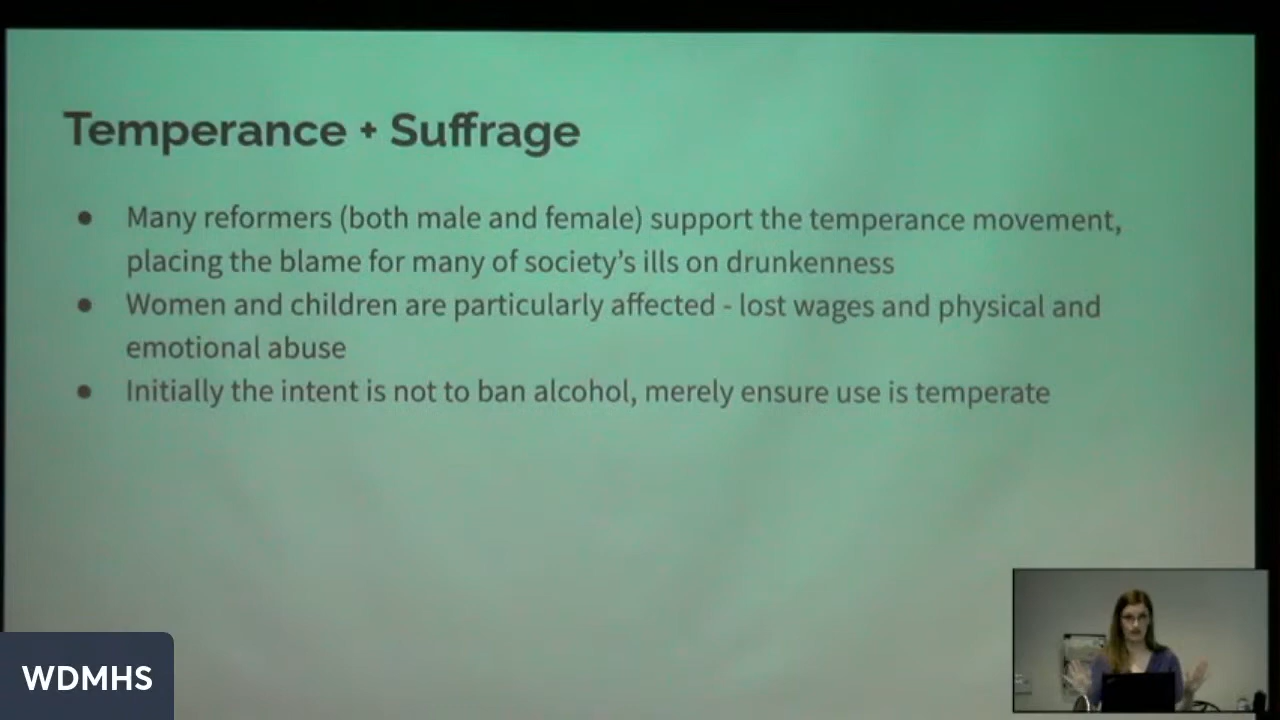 Temperance + Suffrage
● Many reformers (both male and female) support the temperance movement,
placing the blame for many of society's ills on drunkenness
● Women and children are particularly affected - lost wages and physical and
emotional abuse
● Initially the intent is not to ban alcohol, merely ensure use is temperate
WDMHS